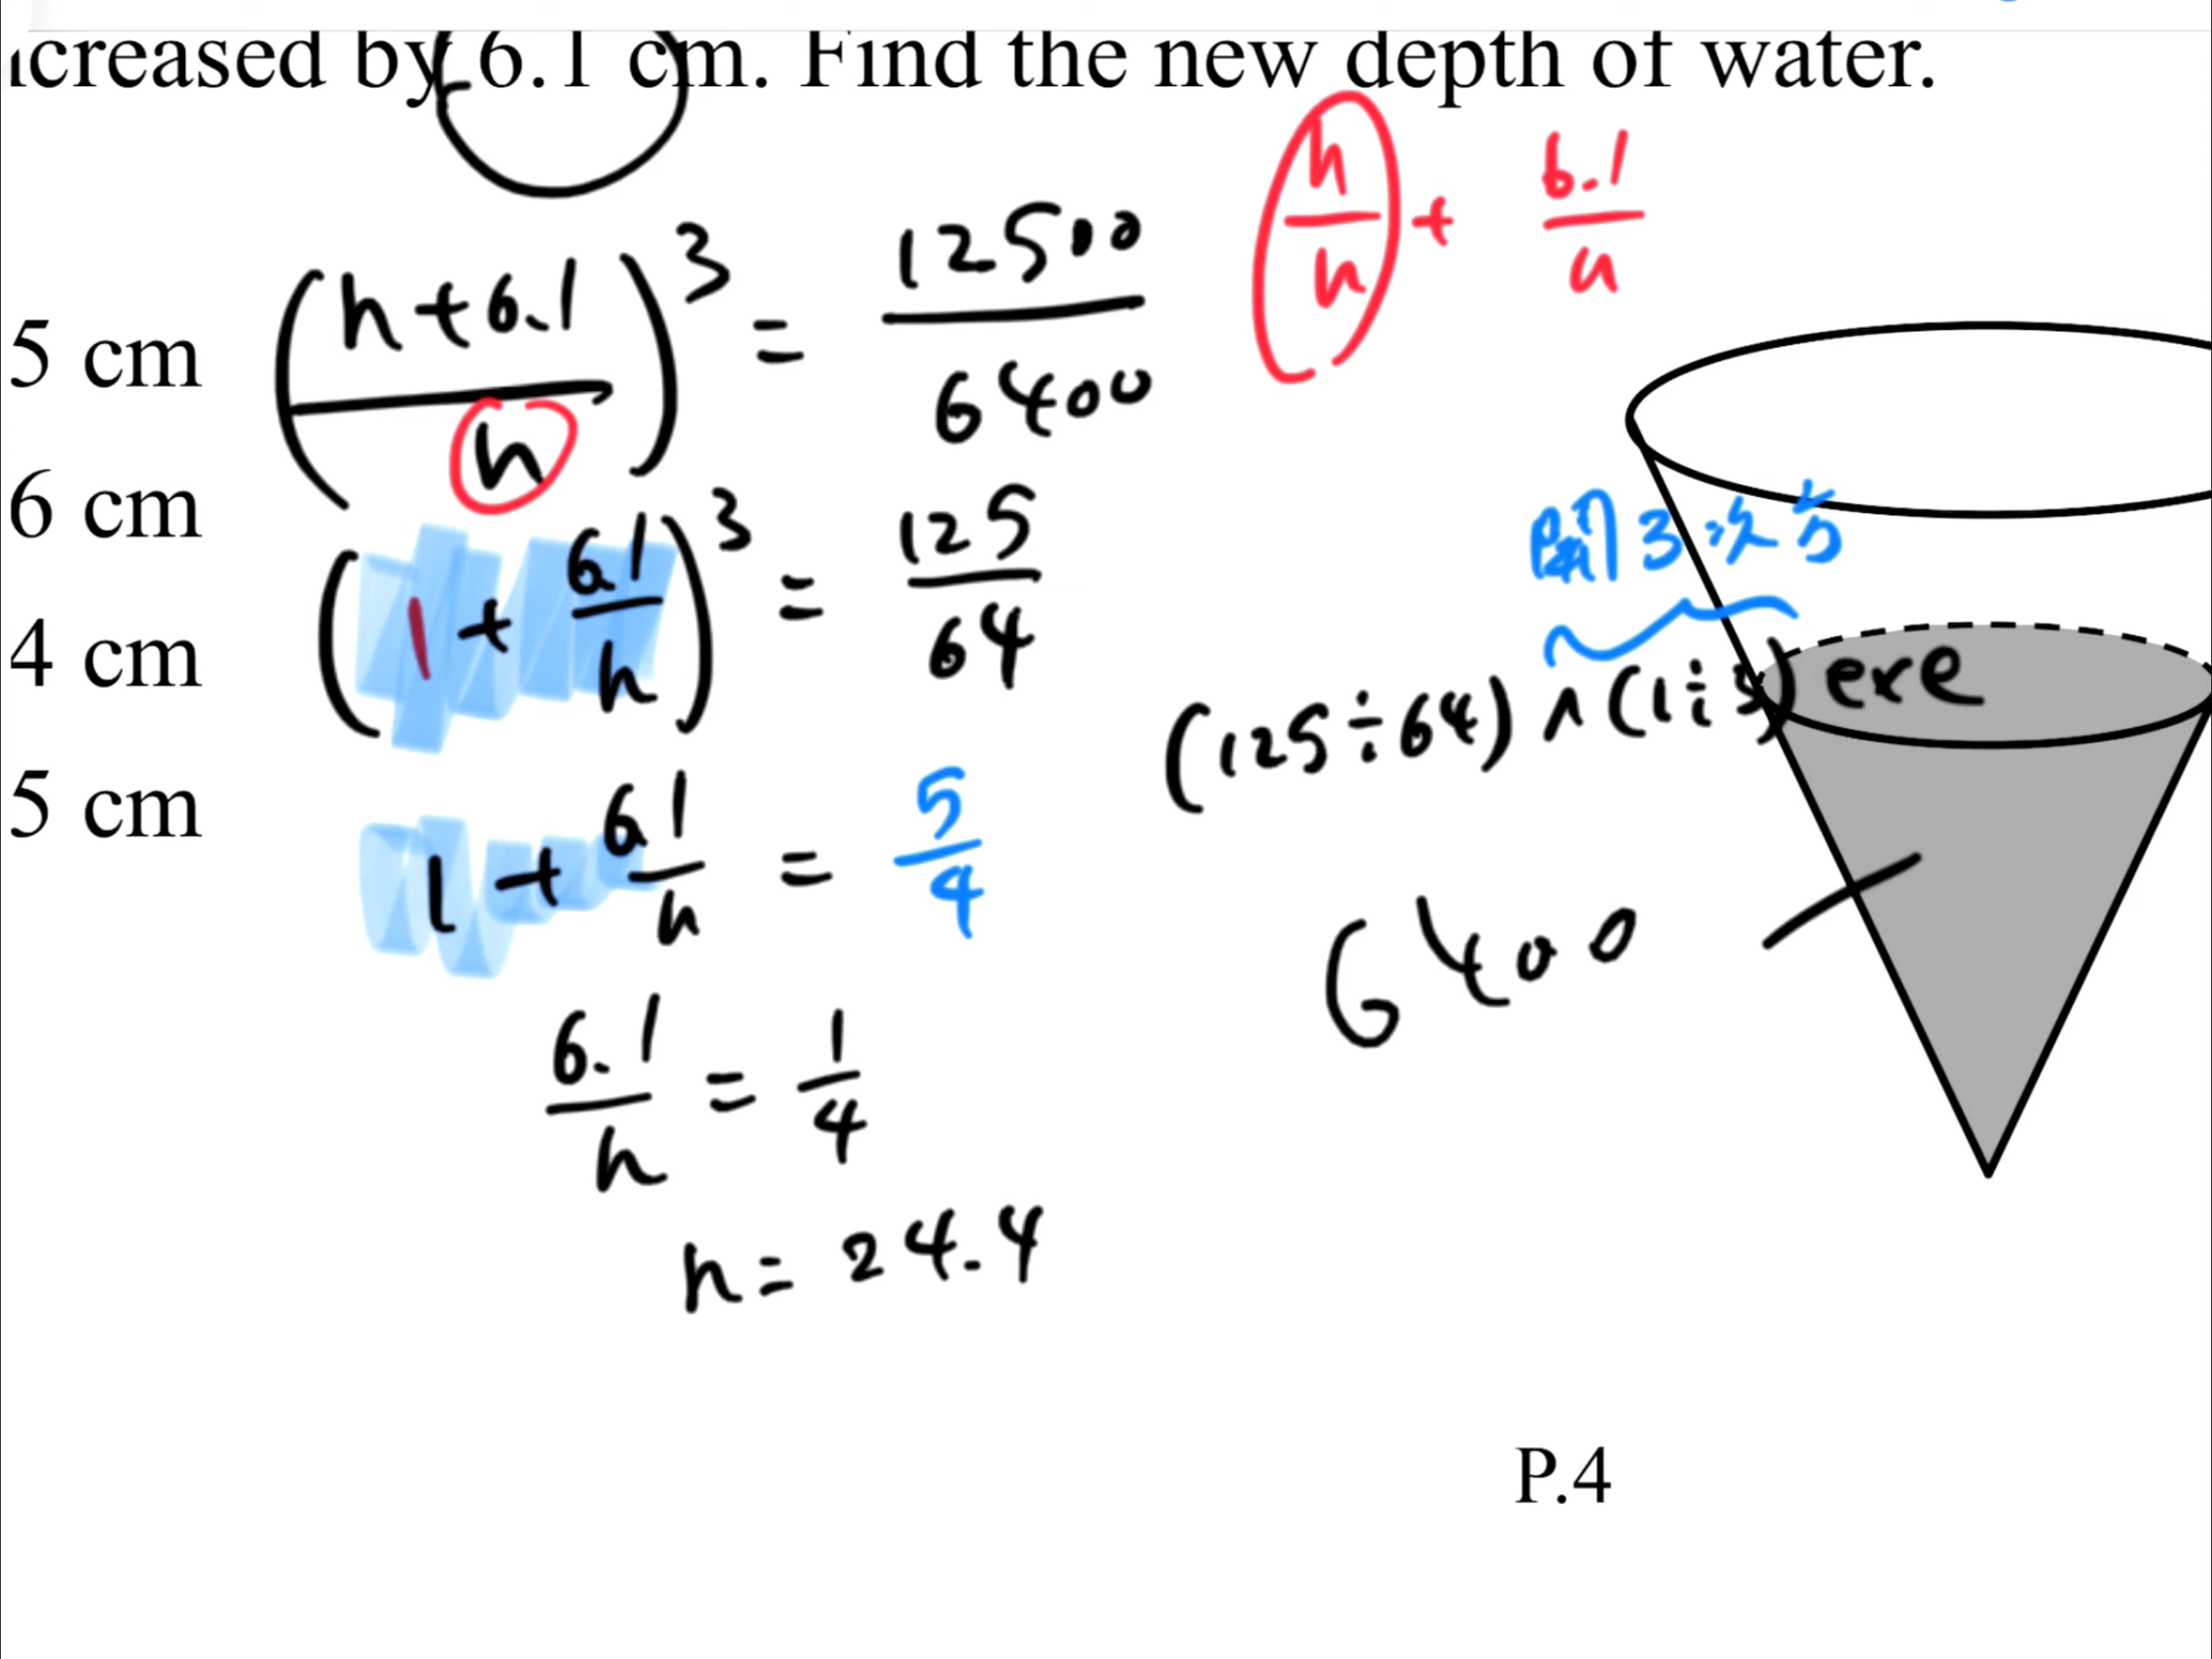 creased by 6.1 cm. Find the new depth of water.
h/h + 6.1/h
5 cm
((h+6.1)/h)^3 = 12500/6400
6 cm
開3次方
(1 + 6.1/h)^3 = 125/64
4 cm
(125÷64)∧(1÷3) exe
5 cm
1 + 6.1/h = 5/4
6400
6.1/h = 1/4
h = 24.4
P.4